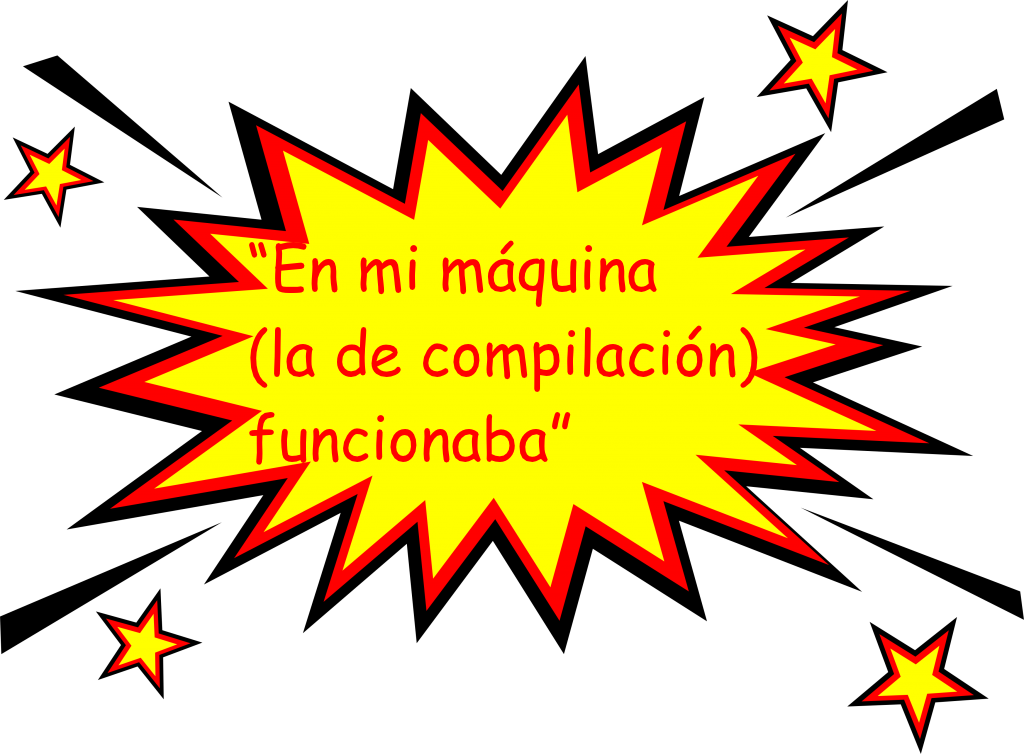 “En mi máquina
(la de compilación)
funcionaba”